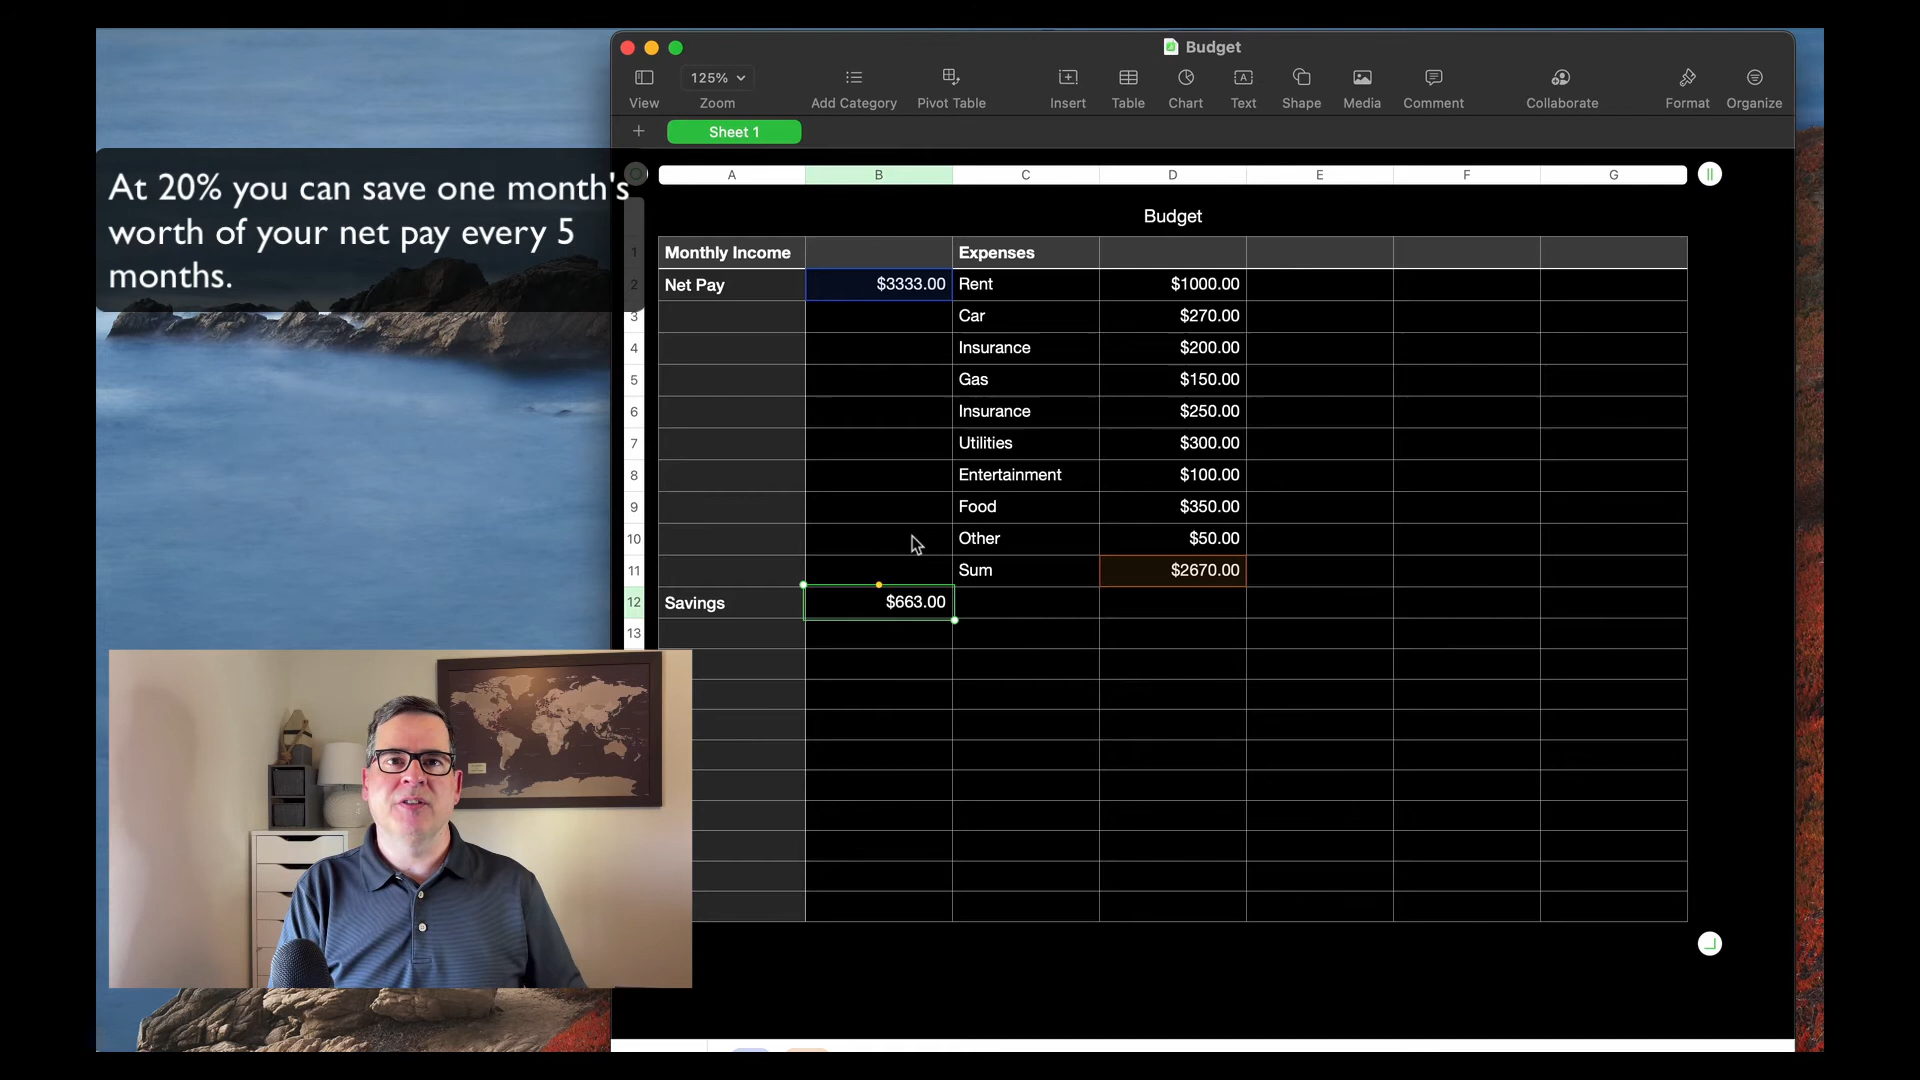 Budget
125%
View
Zoom
Add Category
Pivot Table
Insert
Table
Chart
Text
Shape
Media
Comment
Collaborate
Format
Organize
Sheet 1
At 20% you can save one month's
worth of your net pay every 5
months.
A B C D E F G
Budget
1 Monthly Income Expenses
2 Net Pay $3333.00 Rent $1000.00
3 Car $270.00
4 Insurance $200.00
5 Gas $150.00
6 Insurance $250.00
7 Utilities $300.00
8 Entertainment $100.00
9 Food $350.00
10 Other $50.00
11 Sum $2670.00
12 Savings $663.00
13